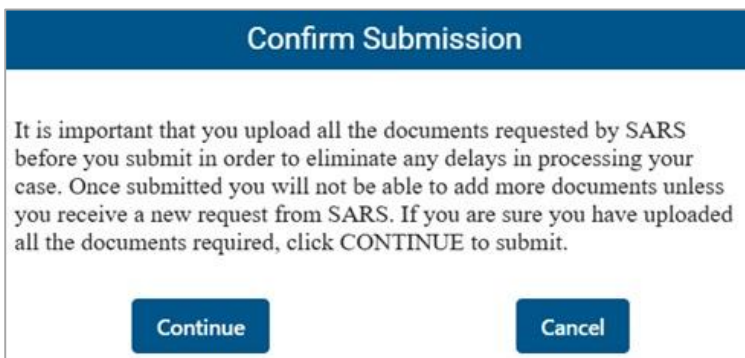 Confirm Submission
It is important that you upload all the documents requested by SARS
before you submit in order to eliminate any delays in processing your
case. Once submitted you will not be able to add more documents unless
you receive a new request from SARS. If you are sure you have uploaded
all the documents required, click CONTINUE to submit.
Continue
Cancel